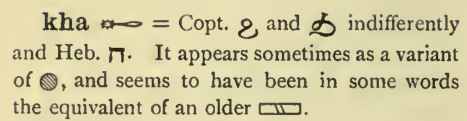 kha 𓄡 = Copt. ϩ and ϧ indifferently
and Heb. ח. It appears sometimes as a variant
of 𓐍, and seems to have been in some words
the equivalent of an older 𓈙.